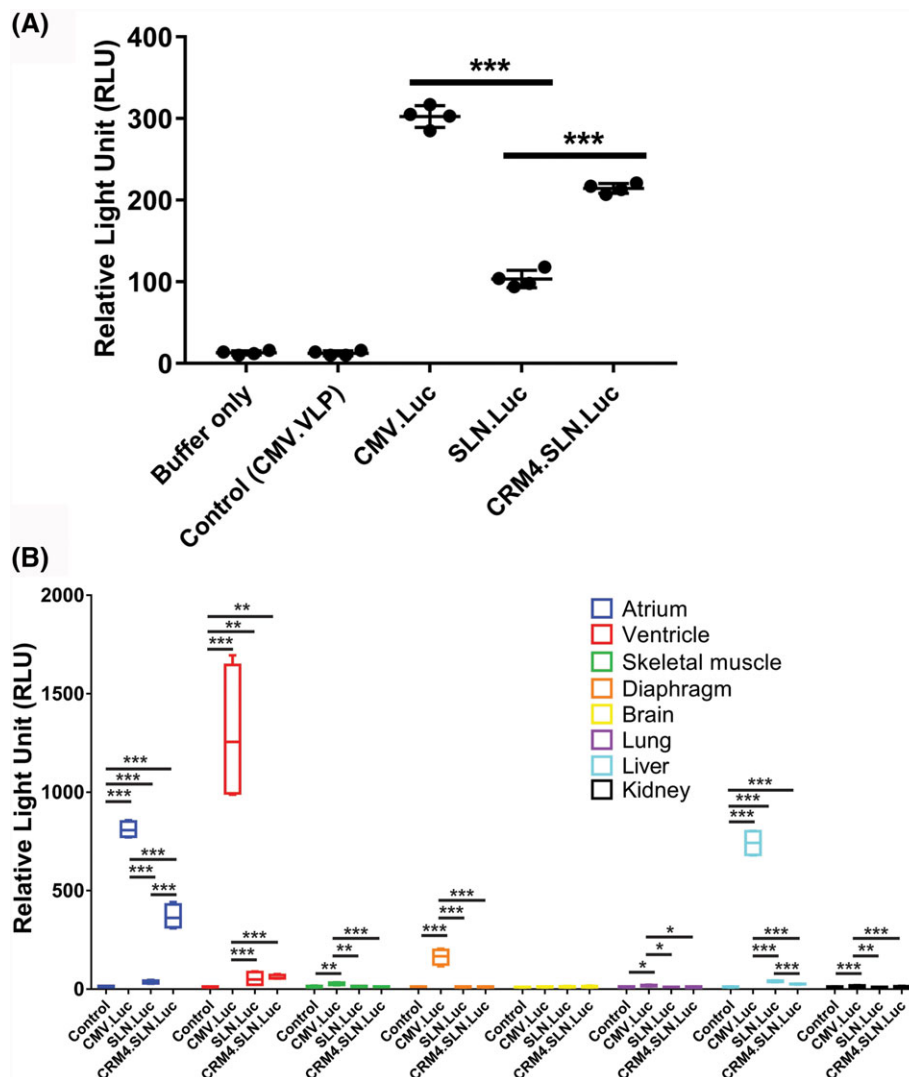 (A)
Relative Light Unit (RLU)
400
300
200
100
0
***
***
Buffer only
Control (CMV.VLP)
CMV.Luc
SLN.Luc
CRM4.SLN.Luc
(B)
Relative Light Unit (RLU)
2000
1500
1000
500
0
Atrium
Ventricle
Skeletal muscle
Diaphragm
Brain
Lung
Liver
Kidney
***
***
***
***
***
***
**
**
***
***
***
***
**
**
***
***
***
*
*
*
***
***
***
***
***
***
***
**
***
Control
CMV.Luc
SLN.Luc
CRM4.SLN.Luc
Control
CMV.Luc
SLN.Luc
CRM4.SLN.Luc
Control
CMV.Luc
SLN.Luc
CRM4.SLN.Luc
Control
CMV.Luc
SLN.Luc
CRM4.SLN.Luc
Control
CMV.Luc
SLN.Luc
CRM4.SLN.Luc
Control
CMV.Luc
SLN.Luc
CRM4.SLN.Luc
Control
CMV.Luc
SLN.Luc
CRM4.SLN.Luc
Control
CMV.Luc
SLN.Luc
CRM4.SLN.Luc